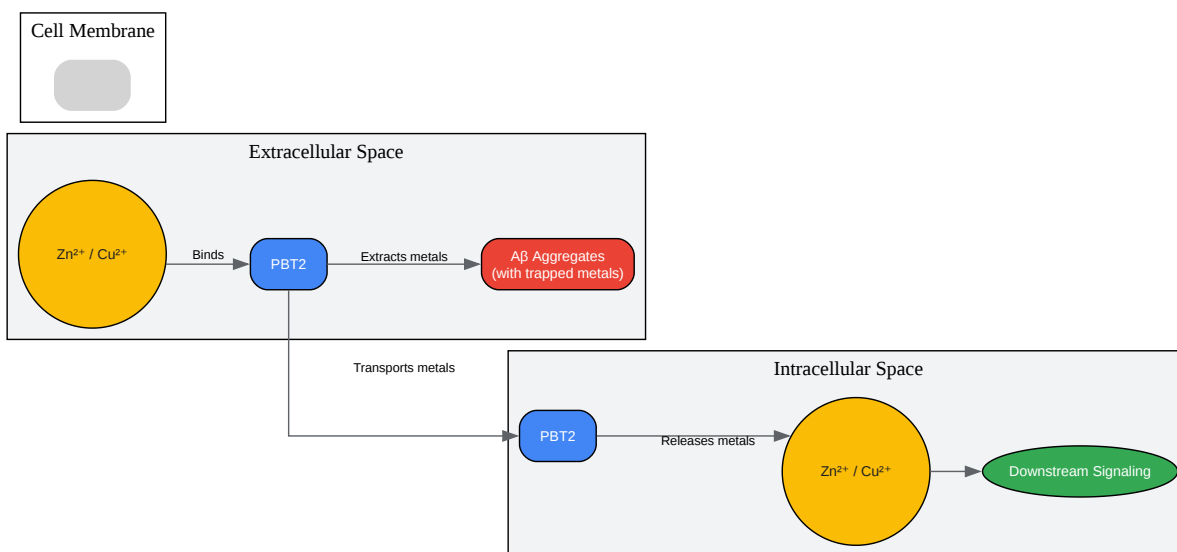 Cell Membrane
Extracellular Space
Zn²⁺ / Cu²⁺
Binds
PBT2
Extracts metals
Aβ Aggregates
(with trapped metals)
Transports metals
Intracellular Space
PBT2
Releases metals
Zn²⁺ / Cu²⁺
Downstream Signaling